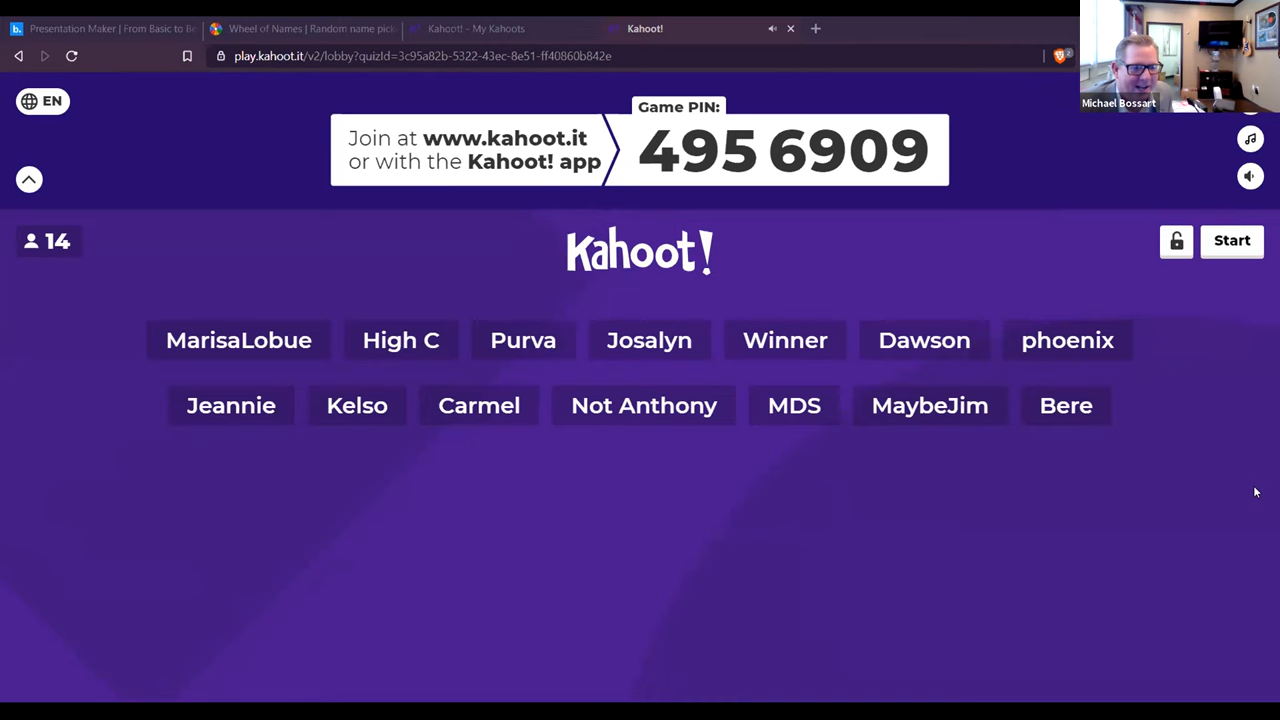 Presentation Maker | From Basic to Be
Wheel of Names | Random name pick
Kahoot! - My Kahoots
Kahoot!
play.kahoot.it/v2/lobby?quizId=3c95a82b-5322-43ec-8e51-ff40860b842e
2
Michael Bossart
EN
Game PIN:
Join at www.kahoot.it
or with the Kahoot! app
495 6909
14
Kahoot!
Start
MarisaLobue High C Purva Josalyn Winner Dawson phoenix
Jeannie Kelso Carmel Not Anthony MDS MaybeJim Bere